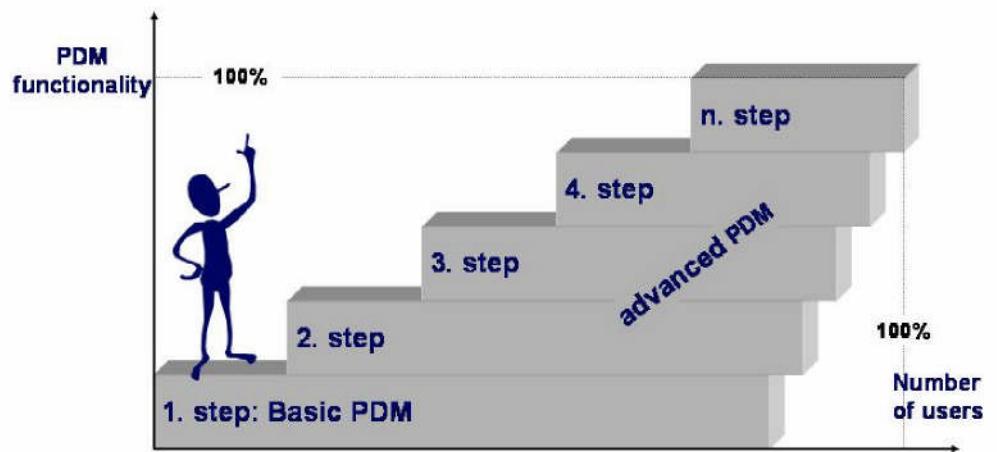 PDM
functionality
100%
n. step
4. step
3. step
advanced PDM
2. step
100%
1. step: Basic PDM
Number
of users